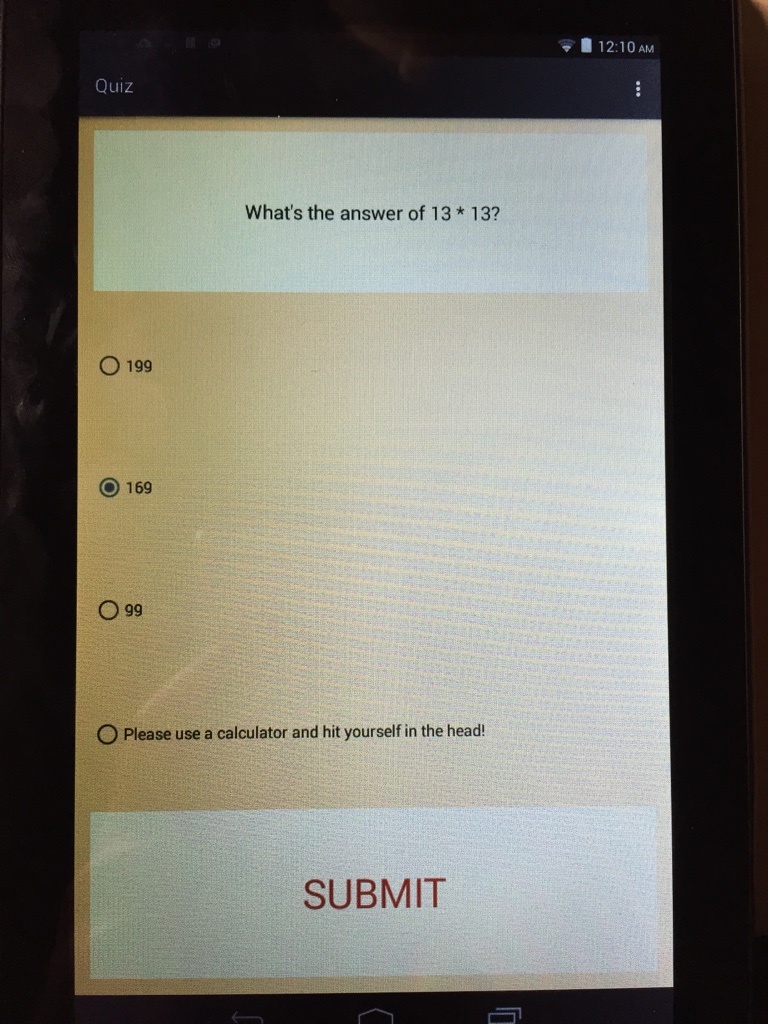 12:10 AM
Quiz
What's the answer of 13 * 13?
199
169
99
Please use a calculator and hit yourself in the head!
SUBMIT